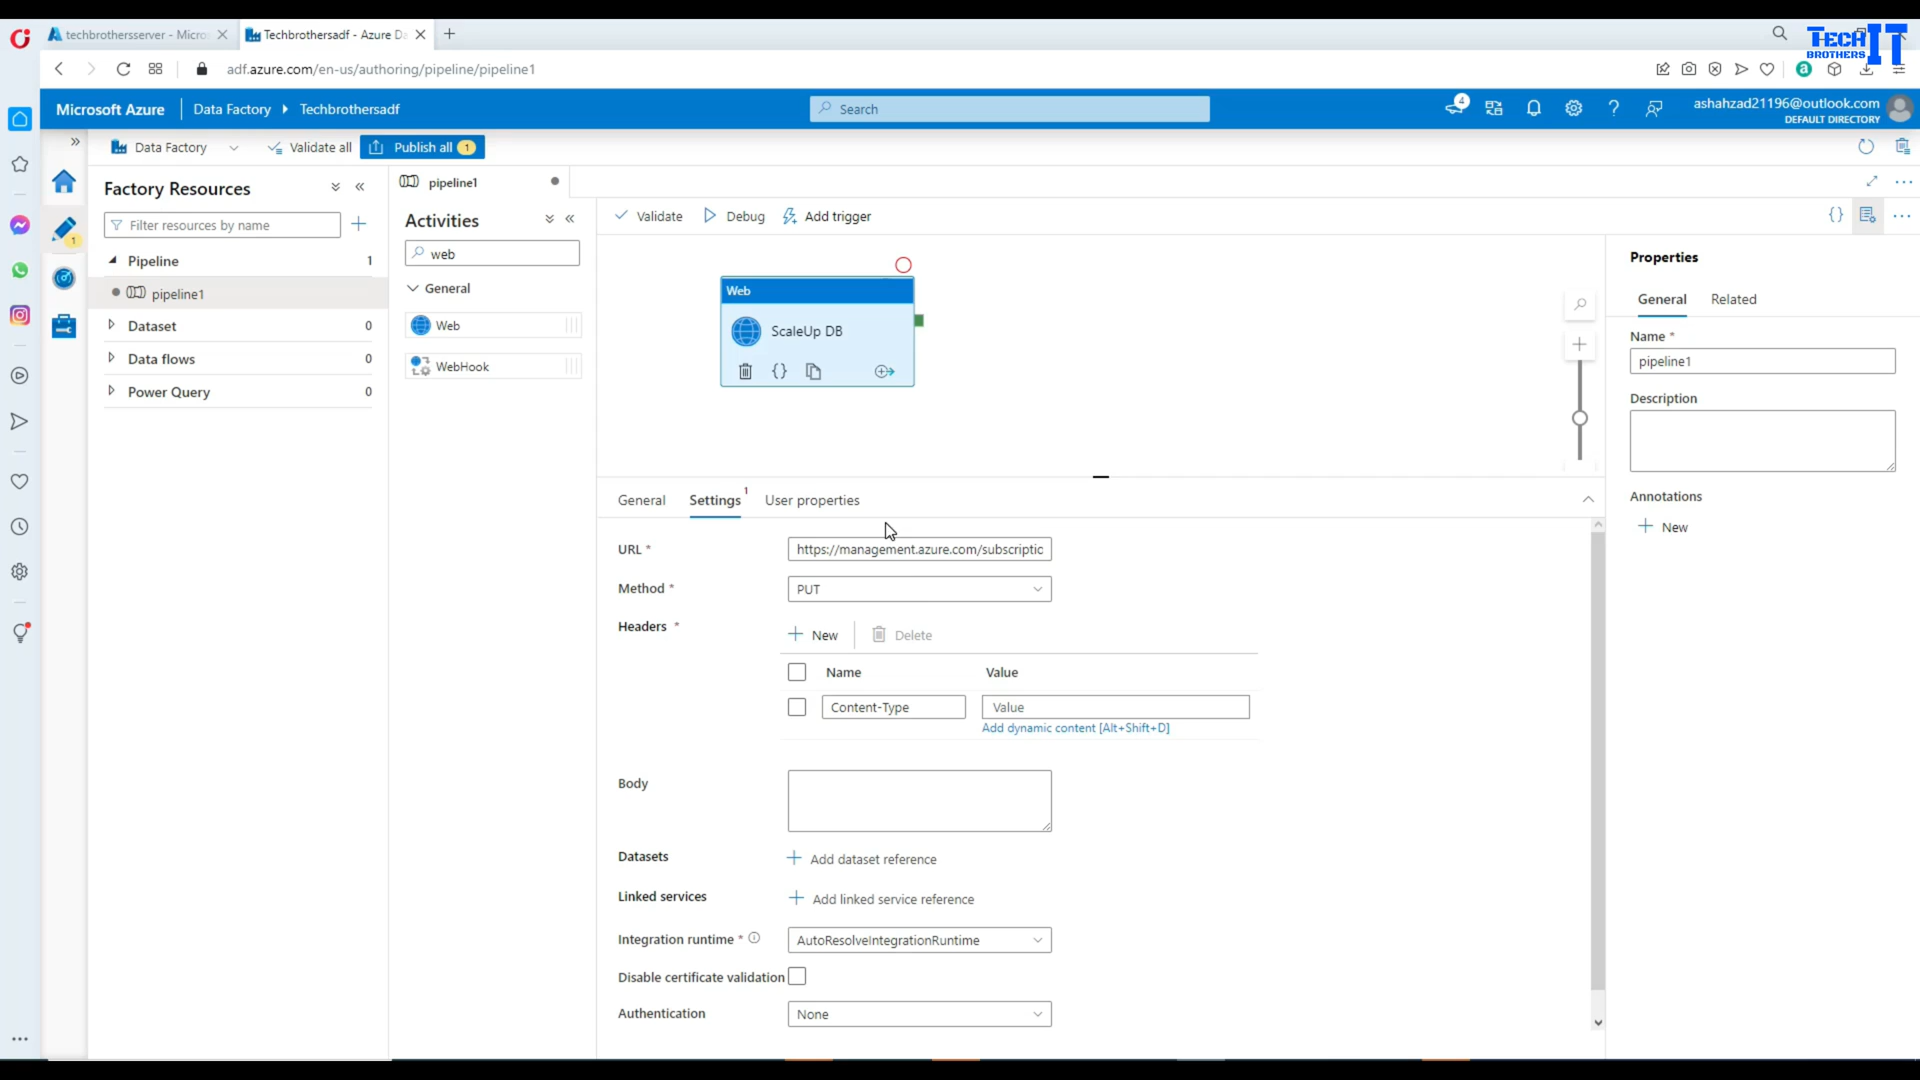 techbrothersserver - Micro
Techbrothersadf - Azure Da
TECH IT
BROTHERS
adf.azure.com/en-us/authoring/pipeline/pipeline1
a
Microsoft Azure
Data Factory
Techbrothersadf
Search
4
ashahzad21196@outlook.com
DEFAULT DIRECTORY
Data Factory
Validate all
Publish all 1
Factory Resources
Filter resources by name
1
Pipeline 1
pipeline1
Dataset 0
Data flows 0
Power Query 0
pipeline1
Activities
web
General
Web
WebHook
Validate
Debug
Add trigger
Web
ScaleUp DB
General
Settings 1
User properties
URL *
https://management.azure.com/subscriptic
Method *
PUT
Headers *
New
Delete
Name
Value
Content-Type
Value
Add dynamic content [Alt+Shift+D]
Body
Datasets
Add dataset reference
Linked services
Add linked service reference
Integration runtime *
AutoResolveIntegrationRuntime
Disable certificate validation
Authentication
None
Properties
General
Related
Name *
pipeline1
Description
Annotations
New